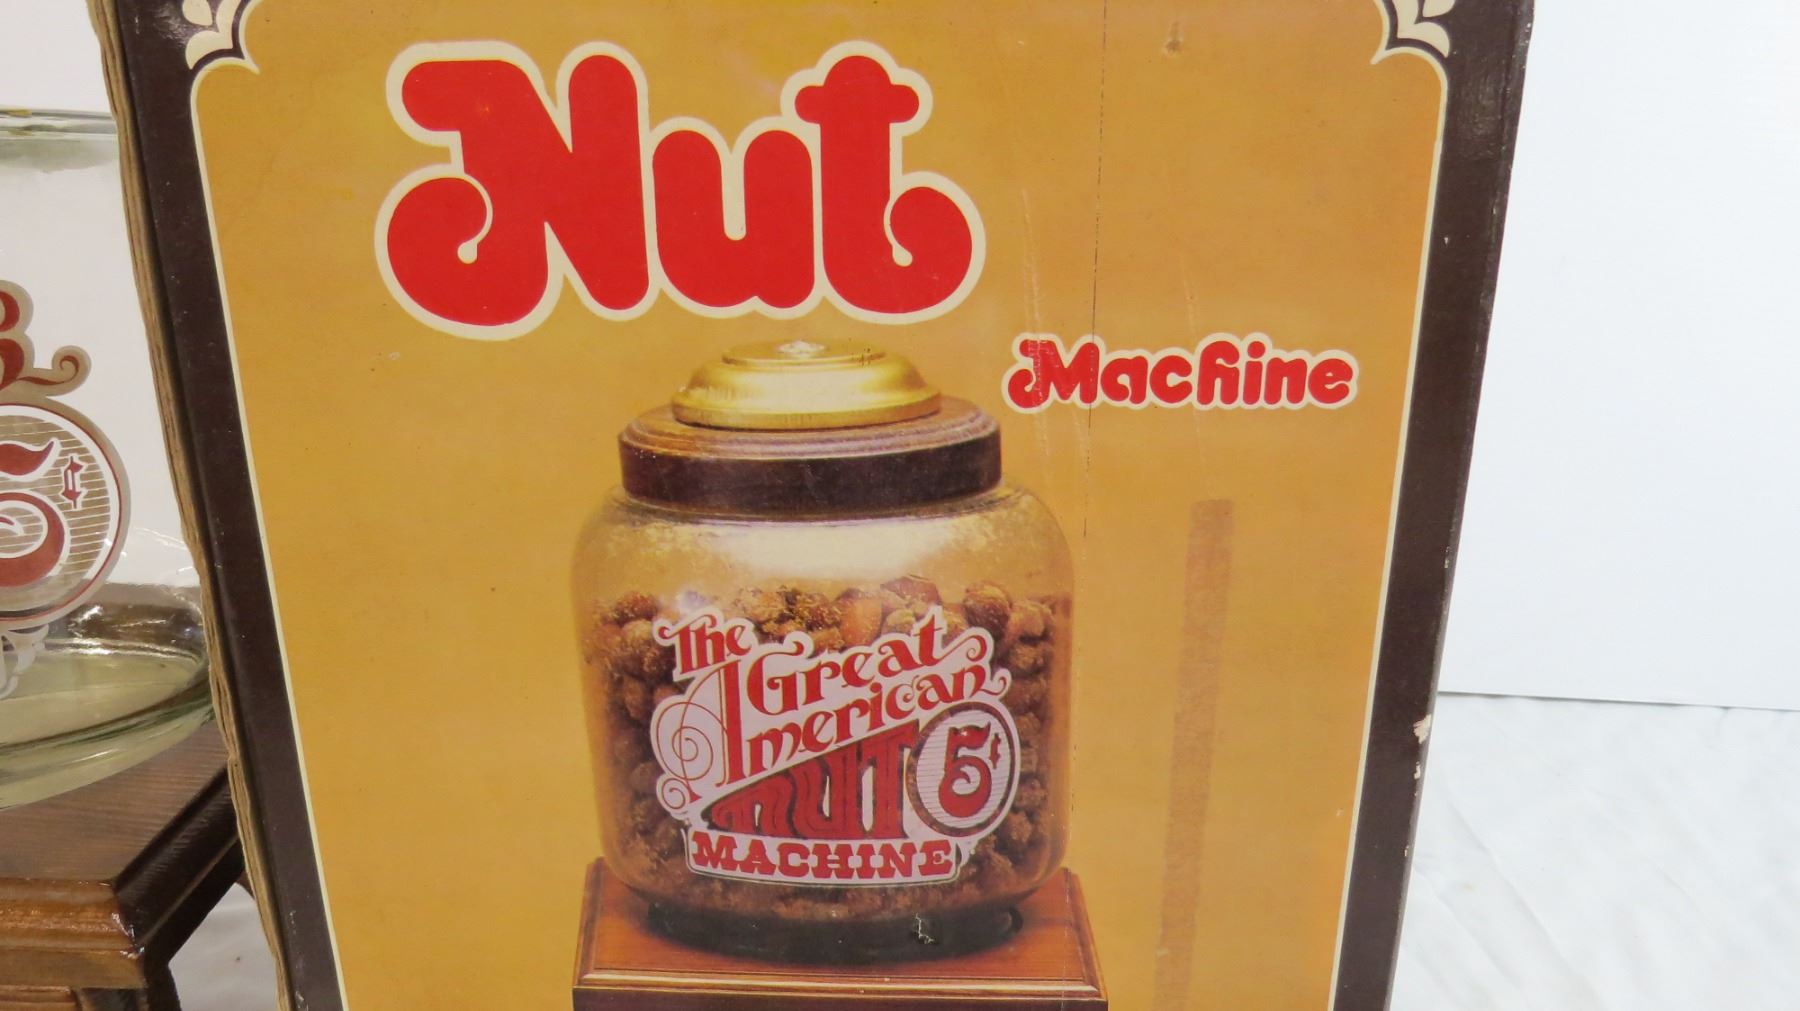 Nut
Machine
The
Great
American
NUT 5¢
MACHINE